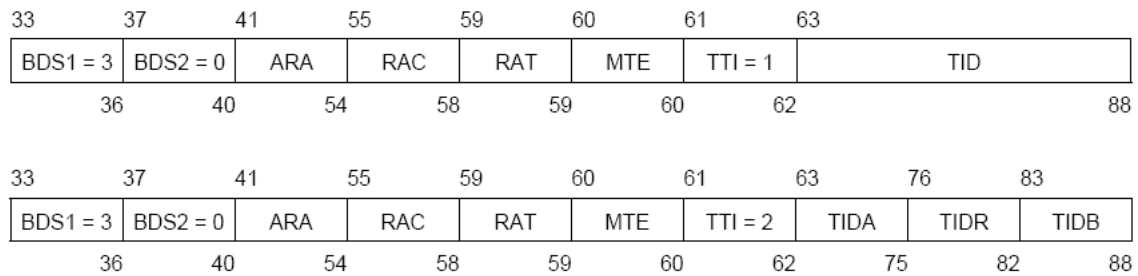 33 37 41 55 59 60 61 63
BDS1 = 3 BDS2 = 0 ARA RAC RAT MTE TTI = 1 TID
36 40 54 58 59 60 62 88
33 37 41 55 59 60 61 63 76 83
BDS1 = 3 BDS2 = 0 ARA RAC RAT MTE TTI = 2 TIDA TIDR TIDB
36 40 54 58 59 60 62 75 82 88